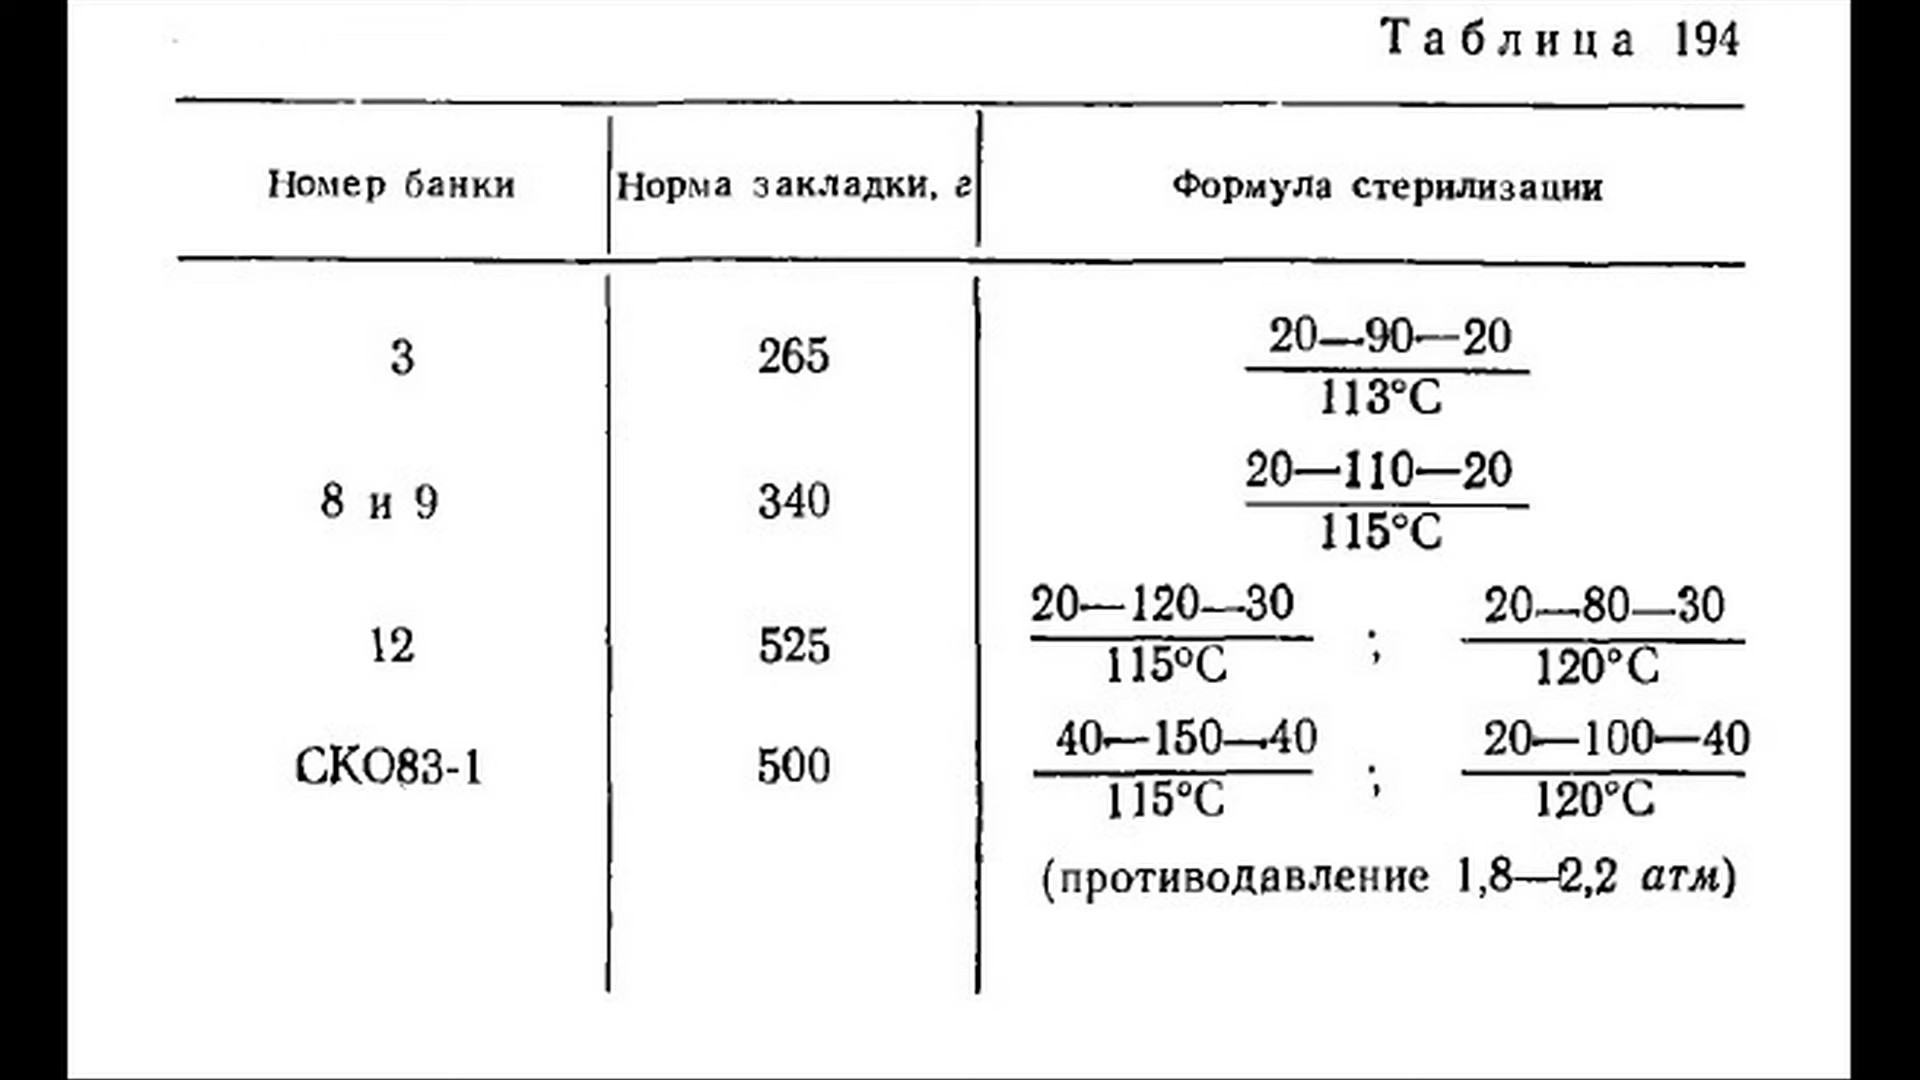 Таблица 194
Номер банки Норма закладки, г Формула стерилизации
3 265 20—90—20
113°C
8 и 9 340 20—110—20
115°C
12 525 20—120—30 ; 20—80—30
115°C 120°C
СКО83-1 500 40—150—40 ; 20—100—40
115°C 120°C
(противодавление 1,8—2,2 атм)